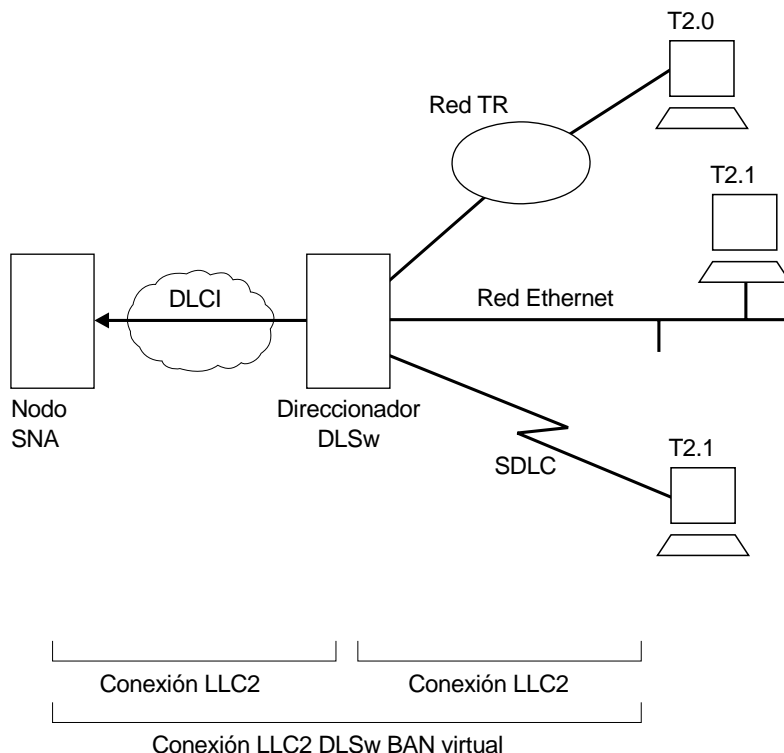 T2.0
Red TR
T2.1
DLCI
Red Ethernet
Nodo
SNA
Direccionador
DLSw
SDLC
T2.1
Conexión LLC2
Conexión LLC2
Conexión LLC2 DLSw BAN virtual